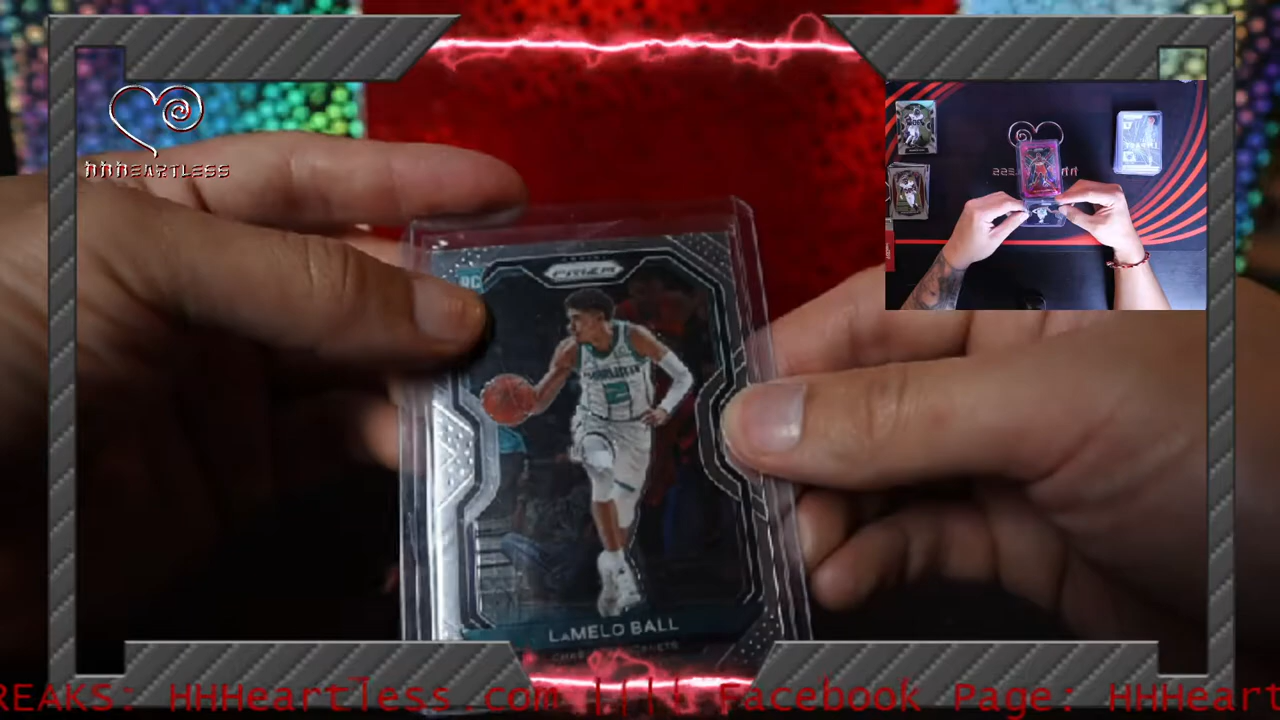 HHHEARTLESS
RC
PRIZM
LAMELO BALL
REAKS: HHHeartless.com |||| Facebook Page: HHHeart